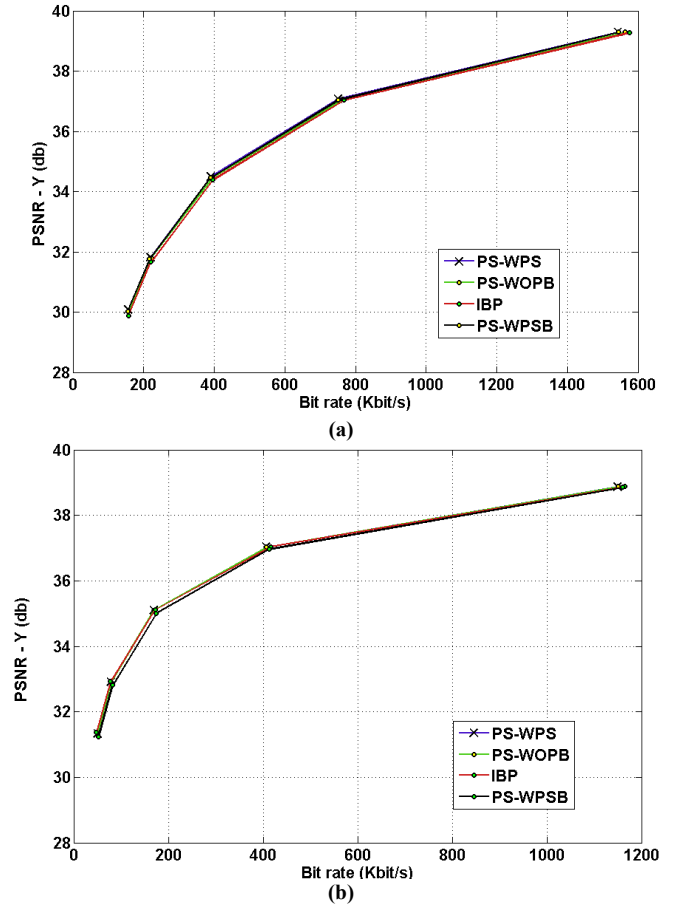 40
38
36
34
32
30
28
PSNR - Y (db)
PS-WPS
PS-WOPB
IBP
PS-WPSB
0 200 400 600 800 1000 1200 1400 1600
Bit rate (Kbit/s)
(a)
40
38
36
34
32
30
28
PSNR - Y (db)
PS-WPS
PS-WOPB
IBP
PS-WPSB
0 200 400 600 800 1000 1200
Bit rate (Kbit/s)
(b)